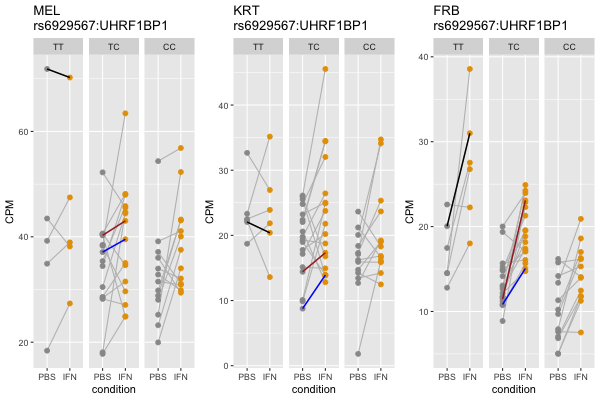 MEL
rs6929567:UHRF1BP1
TT TC CC
CPM
60
40
20
PBS IFN PBS IFN PBS IFN
condition
KRT
rs6929567:UHRF1BP1
TT TC CC
CPM
40
30
20
10
0
PBS IFN PBS IFN PBS IFN
condition
FRB
rs6929567:UHRF1BP1
TT TC CC
CPM
40
30
20
10
PBS IFN PBS IFN PBS IFN
condition